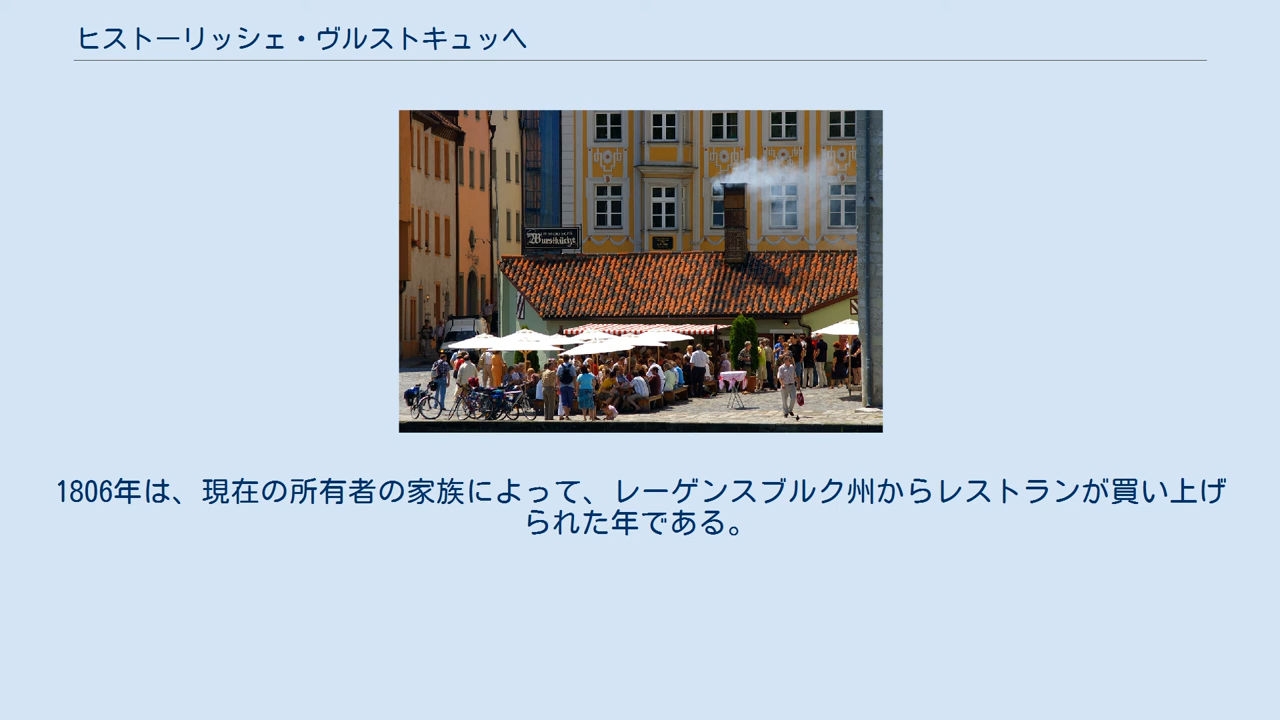 ヒストーリッシェ・ヴルストキュッヘ
Wurstküchl
1806年は、現在の所有者の家族によって、レーゲンスブルク州からレストランが買い上げ
られた年である。